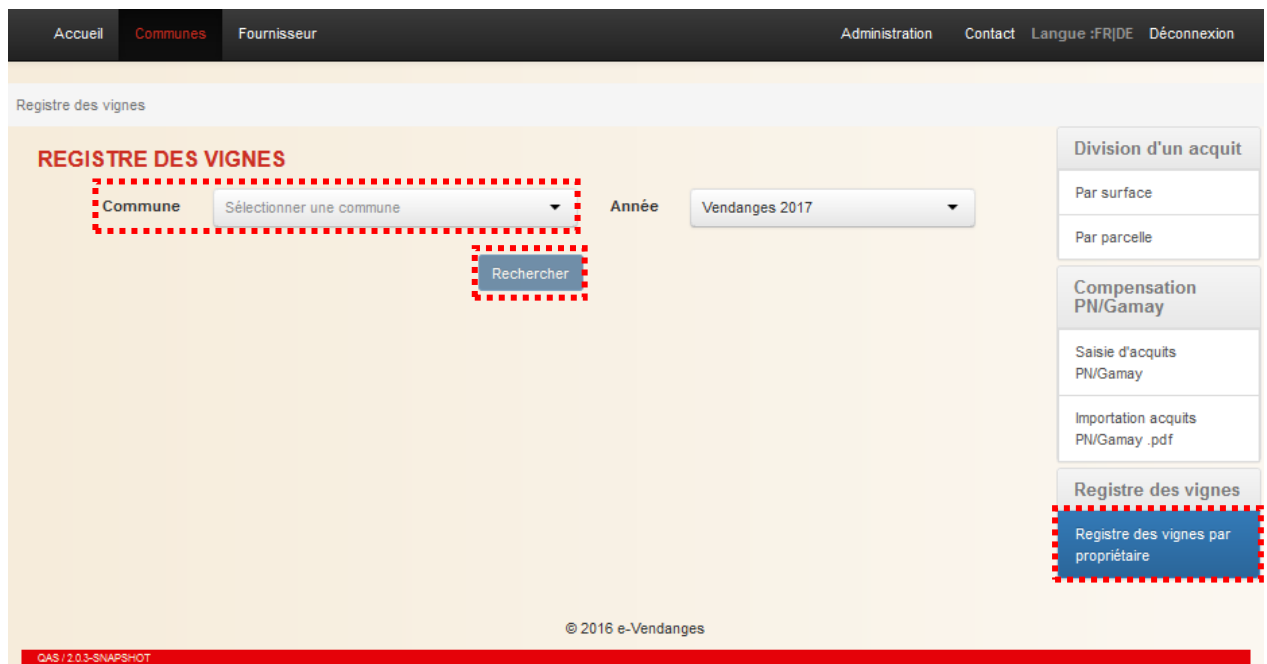 Accueil Communes Fournisseur Administration Contact Langue :FR|DE Déconnexion
Registre des vignes
REGISTRE DES VIGNES
Commune Sélectionner une commune Année Vendanges 2017
Rechercher
Division d'un acquit
Par surface
Par parcelle
Compensation
PN/Gamay
Saisie d'acquits
PN/Gamay
Importation acquits
PN/Gamay .pdf
Registre des vignes
Registre des vignes par
propriétaire
© 2016 e-Vendanges
QAS / 2.0.3-SNAPSHOT